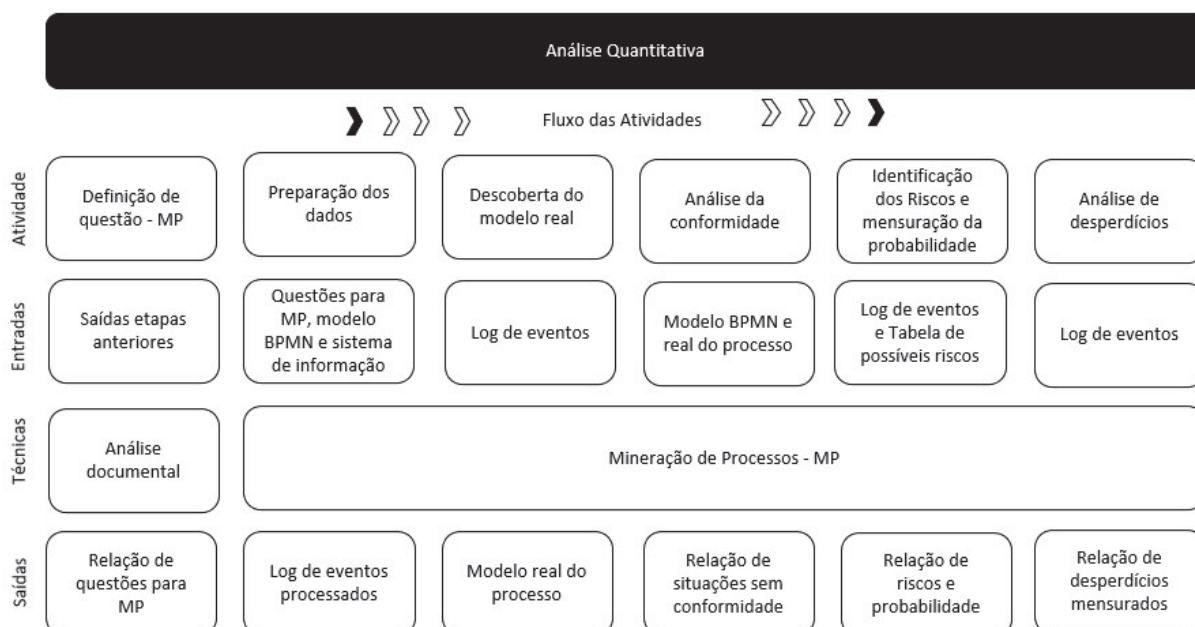 Análise Quantitativa
Fluxo das Atividades
Atividade
Definição de
questão - MP
Preparação dos
dados
Descoberta do
modelo real
Análise da
conformidade
Identificação
dos Riscos e
mensuração da
probabilidade
Análise de
desperdícios
Entradas
Saídas etapas
anteriores
Questões para
MP, modelo
BPMN e sistema
de informação
Log de eventos
Modelo BPMN e
real do processo
Log de eventos
e Tabela de
possíveis riscos
Log de eventos
Técnicas
Análise
documental
Mineração de Processos - MP
Saídas
Relação de
questões para
MP
Log de eventos
processados
Modelo real do
processo
Relação de
situações sem
conformidade
Relação de
riscos e
probabilidade
Relação de
desperdícios
mensurados